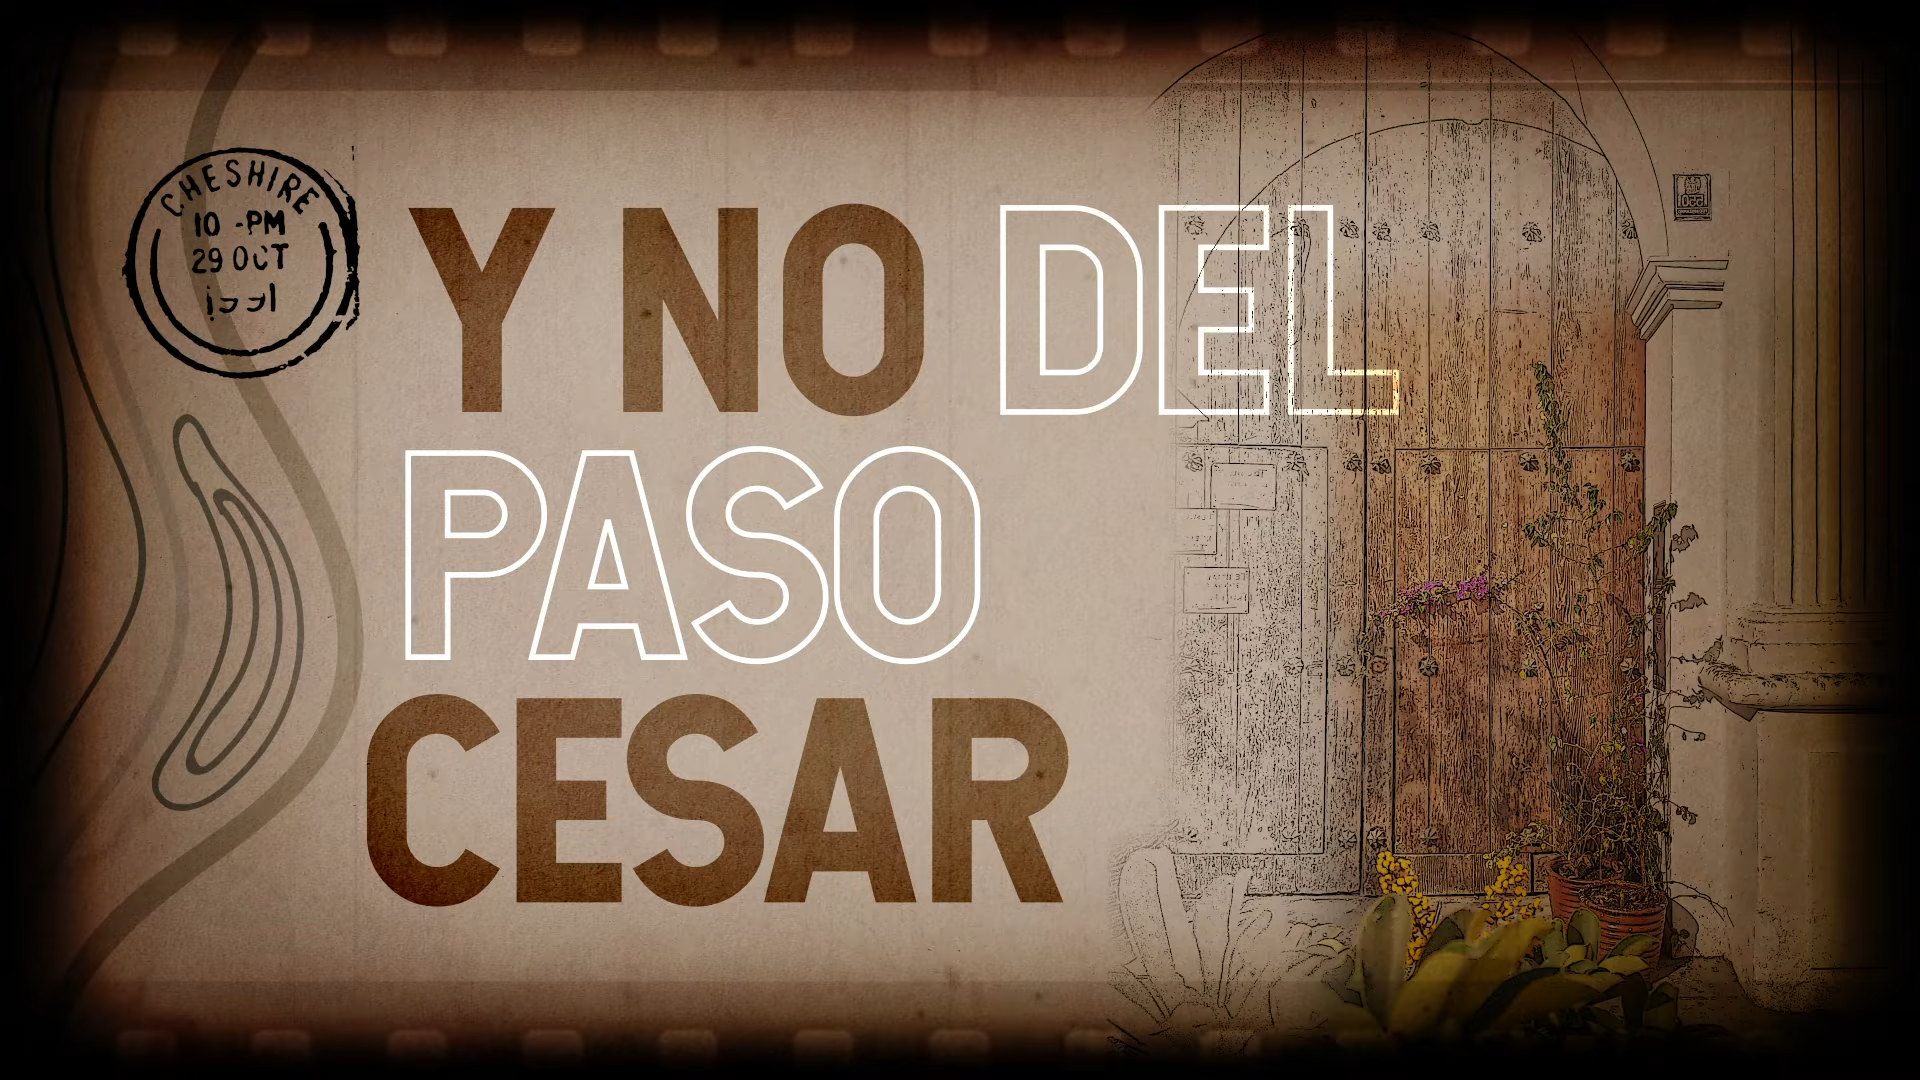 CHESHIRE
10 -PM
29 OCT
Y NO DEL
PASO
CESAR